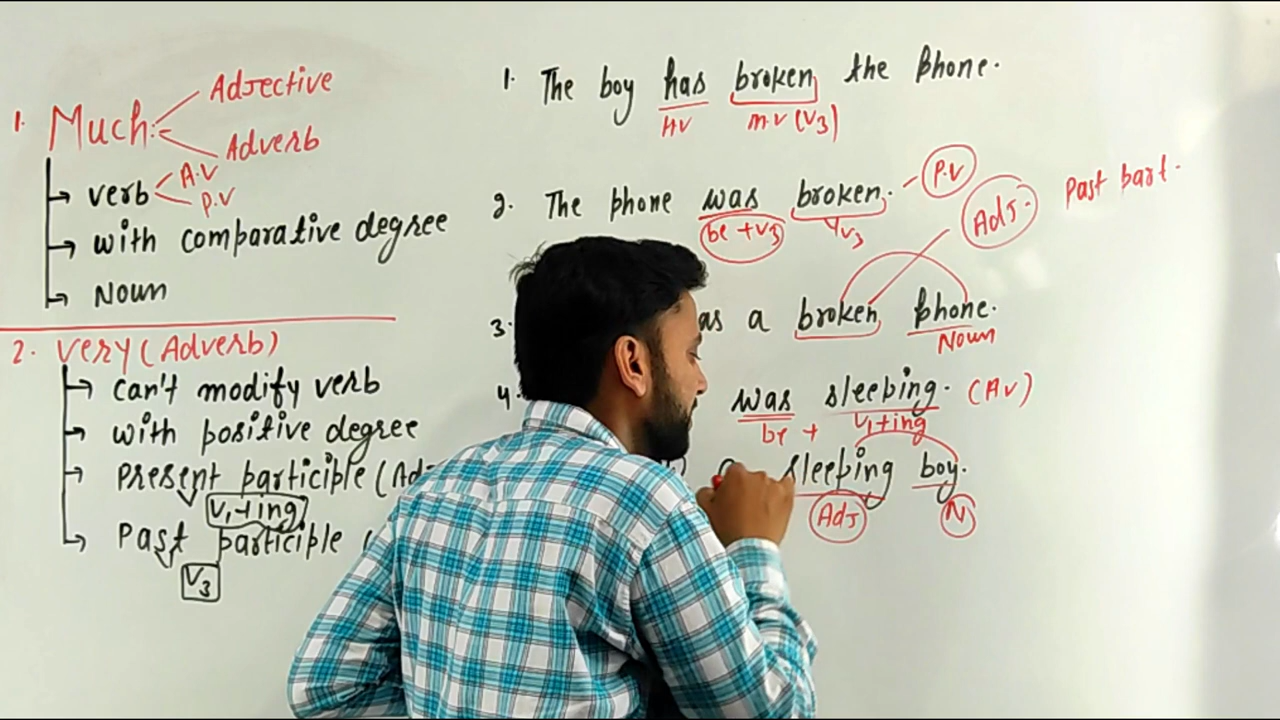 1. Much:- Adjective
Adverb
→ verb A.V
P.V
→ with comparative degree
→ Noun
2. Very (Adverb)
→ can't modify verb
→ with positive degree
→ Present participle (Adj
V1+ing
→ Past participle (
V3
1. The boy has broken the Phone.
HV M.V (V3)
2. The phone was broken. P.V
be + V3 V3
Adj. Past Part.
3. as a broken Phone.
Noun
4. was sleeping. (AV)
be + V1+ing
sleeping boy.
Adj N